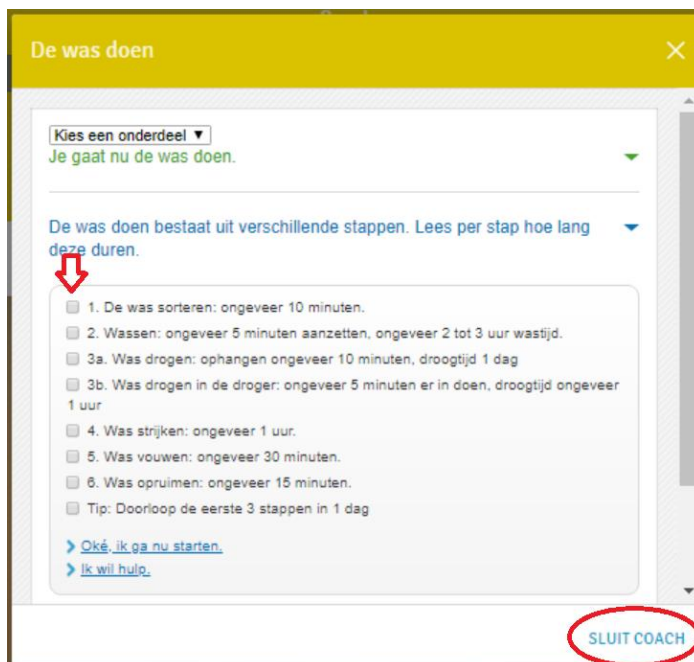 De was doen
Kies een onderdeel
Je gaat nu de was doen.
De was doen bestaat uit verschillende stappen. Lees per stap hoe lang
deze duren.
1. De was sorteren: ongeveer 10 minuten.
2. Wassen: ongeveer 5 minuten aanzetten, ongeveer 2 tot 3 uur wastijd.
3a. Was drogen: ophangen ongeveer 10 minuten, droogtijd 1 dag
3b. Was drogen in de droger: ongeveer 5 minuten er in doen, droogtijd ongeveer
1 uur
4. Was strijken: ongeveer 1 uur.
5. Was vouwen: ongeveer 30 minuten.
6. Was opruimen: ongeveer 15 minuten.
Tip: Doorloop de eerste 3 stappen in 1 dag
Oké, ik ga nu starten.
Ik wil hulp.
SLUIT COACH